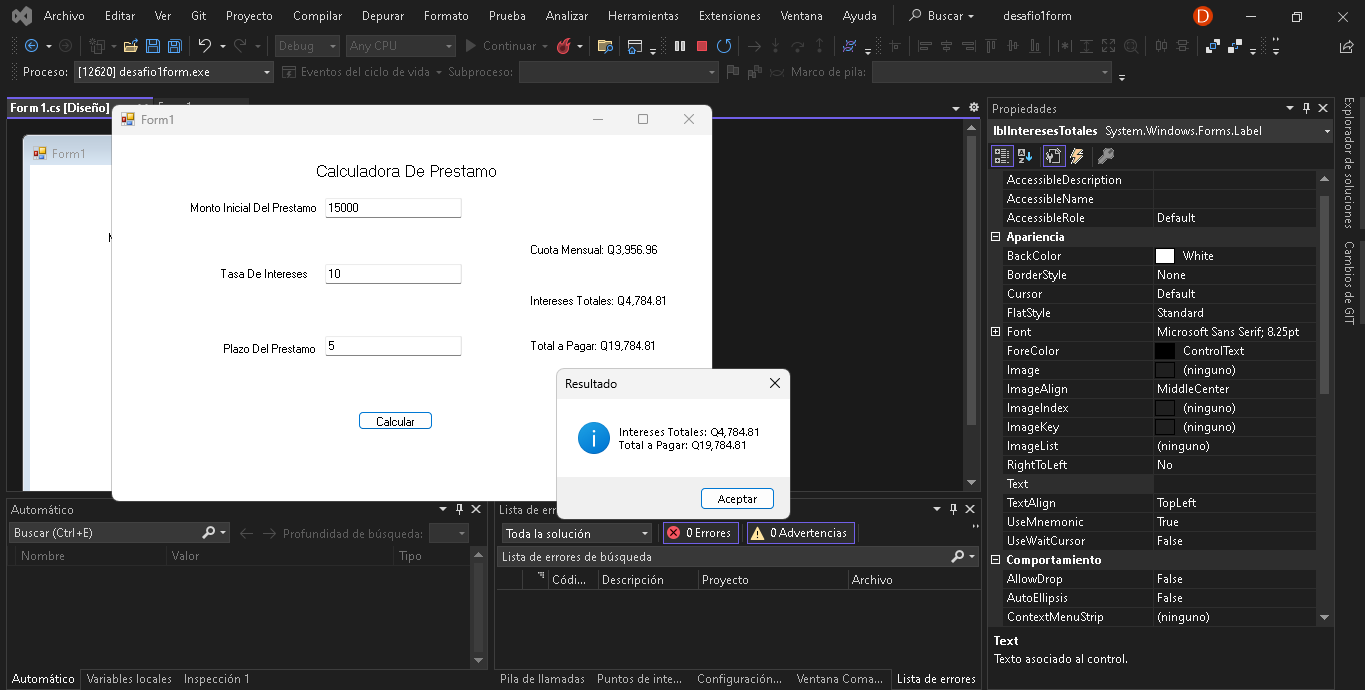 Archivo Editar Ver Git Proyecto Compilar Depurar Formato Prueba Analizar Herramientas Extensiones Ventana Ayuda Buscar desafio1form D
Debug Any CPU Continuar
Proceso: [12620] desafio1form.exe Eventos del ciclo de vida Subproceso: Marco de pila:
Form1.cs [Diseño]
Form1
Form1
Calculadora De Prestamo
Monto Inicial Del Prestamo 15000
Cuota Mensual: Q3,956.96
Tasa De Intereses 10
Intereses Totales: Q4,784.81
Plazo Del Prestamo 5
Total a Pagar: Q19,784.81
Calcular
Resultado
Intereses Totales: Q4,784.81
Total a Pagar: Q19,784.81
Aceptar
Propiedades
lblInteresesTotales System.Windows.Forms.Label
AccessibleDescription
AccessibleName
AccessibleRole Default
Apariencia
BackColor White
BorderStyle None
Cursor Default
FlatStyle Standard
Font Microsoft Sans Serif; 8.25pt
ForeColor ControlText
Image (ninguno)
ImageAlign MiddleCenter
ImageIndex (ninguno)
ImageKey (ninguno)
ImageList (ninguno)
RightToLeft No
Text
TextAlign TopLeft
UseMnemonic True
UseWaitCursor False
Comportamiento
AllowDrop False
AutoEllipsis False
ContextMenuStrip (ninguno)
Text
Texto asociado al control.
Explorador de soluciones
Cambios de GIT
Automático
Buscar (Ctrl+E) Profundidad de búsqueda:
Nombre Valor Tipo
Automático Variables locales Inspección 1
Lista de err
Toda la solución 0 Errores 0 Advertencias
Lista de errores de búsqueda
Códi... Descripción Proyecto Archivo
Pila de llamadas Puntos de inte... Configuración... Ventana Coma... Lista de errores